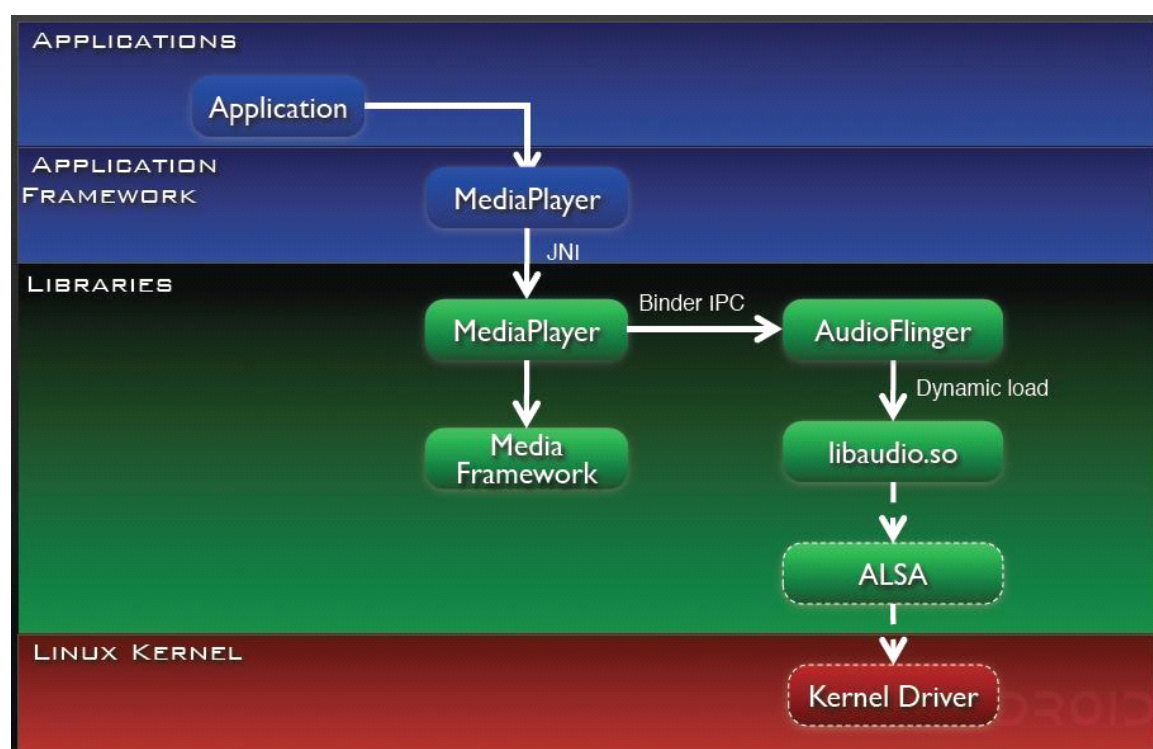 APPLICATIONS
Application
APPLICATION
FRAMEWORK
MediaPlayer
JNI
LIBRARIES
MediaPlayer
Binder IPC
AudioFlinger
Dynamic load
Media
Framework
libaudio.so
ALSA
LINUX KERNEL
Kernel Driver
DROID